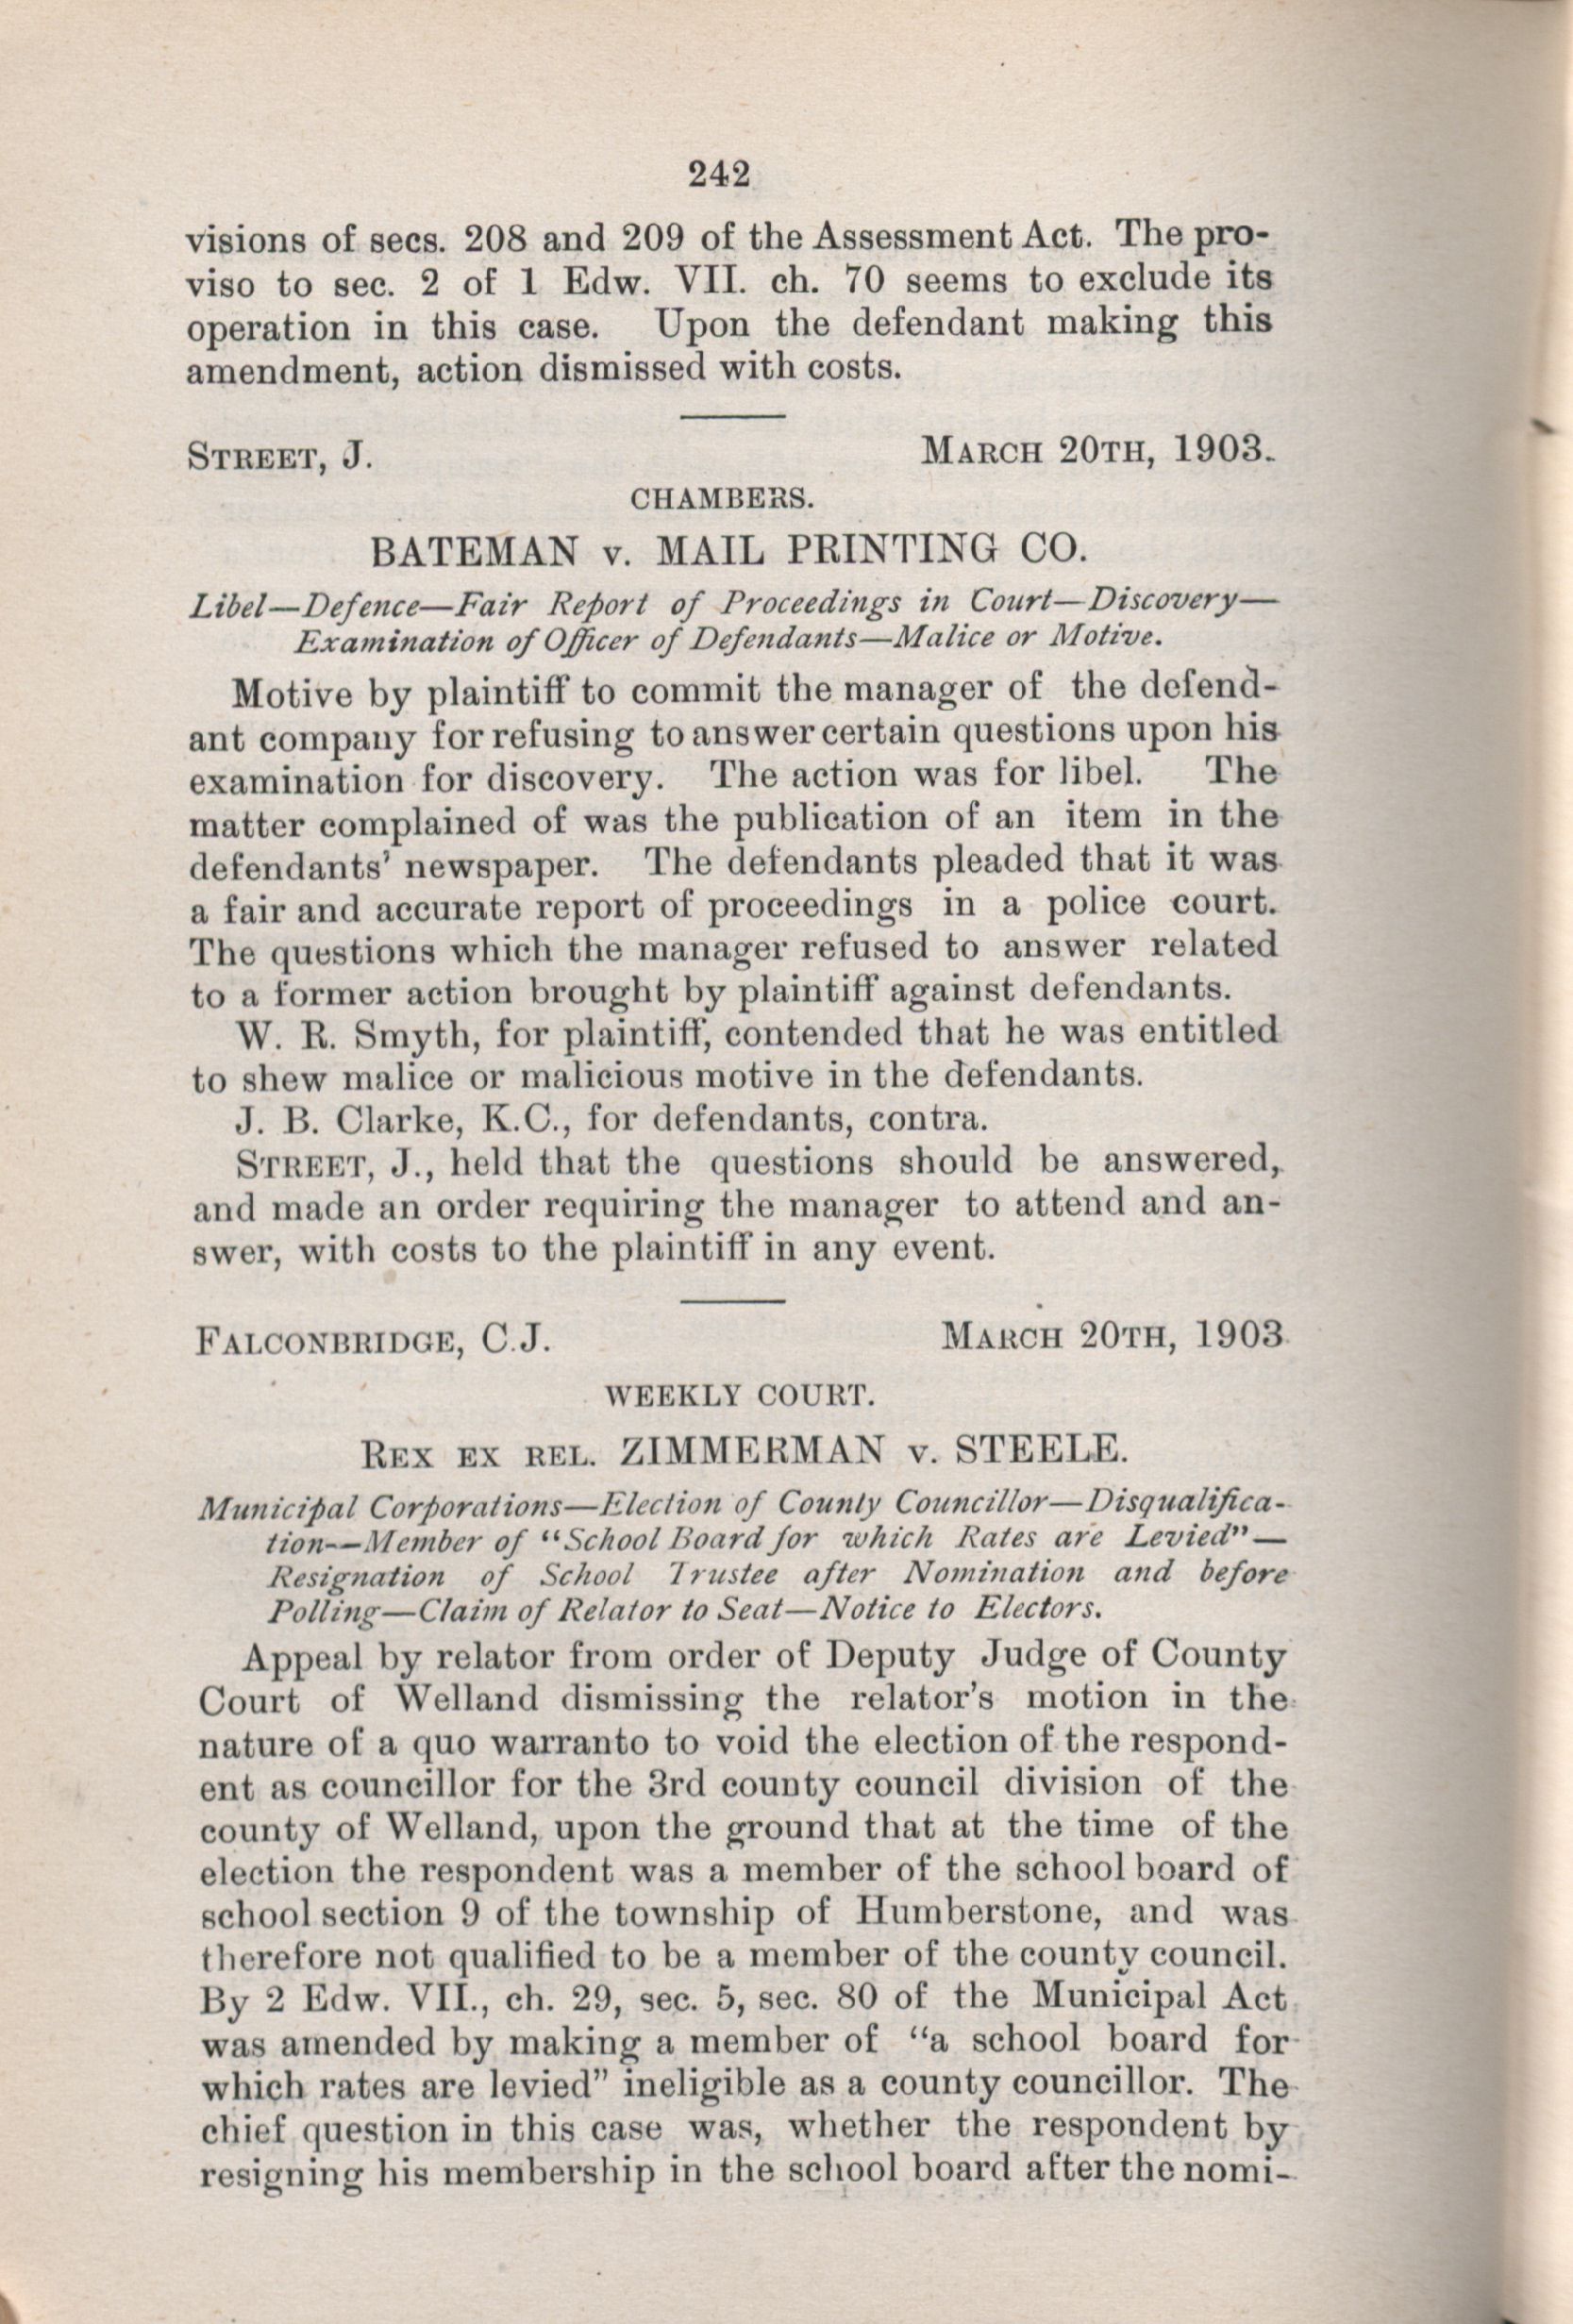 242
visions of secs. 208 and 209 of the Assessment Act. The pro-
viso to sec. 2 of 1 Edw. VII. ch. 70 seems to exclude its
operation in this case. Upon the defendant making this
amendment, action dismissed with costs.
STREET, J. MARCH 20TH, 1903.
CHAMBERS.
BATEMAN v. MAIL PRINTING CO.
Libel—Defence—Fair Report of Proceedings in Court—Discovery—
Examination of Officer of Defendants—Malice or Motive.
Motive by plaintiff to commit the manager of the defend-
ant company for refusing to answer certain questions upon his
examination for discovery. The action was for libel. The
matter complained of was the publication of an item in the
defendants' newspaper. The defendants pleaded that it was
a fair and accurate report of proceedings in a police court.
The questions which the manager refused to answer related
to a former action brought by plaintiff against defendants.
W. R. Smyth, for plaintiff, contended that he was entitled
to shew malice or malicious motive in the defendants.
J. B. Clarke, K.C., for defendants, contra.
STREET, J., held that the questions should be answered,
and made an order requiring the manager to attend and an-
swer, with costs to the plaintiff in any event.
FALCONBRIDGE, C.J. MARCH 20TH, 1903.
WEEKLY COURT.
REX EX REL. ZIMMERMAN v. STEELE.
Municipal Corporations—Election of County Councillor—Disqualifica-
tion--—Member of “School Board for which Rates are Levied”—
Resignation of School Trustee after Nomination and before
Polling—Claim of Relator to Seat—Notice to Electors.
Appeal by relator from order of Deputy Judge of County
Court of Welland dismissing the relator's motion in the
nature of a quo warranto to void the election of the respond-
ent as councillor for the 3rd county council division of the
county of Welland, upon the ground that at the time of the
election the respondent was a member of the school board of
school section 9 of the township of Humberstone, and was
therefore not qualified to be a member of the county council.
By 2 Edw. VII., ch. 29, sec. 5, sec. 80 of the Municipal Act
was amended by making a member of “a school board for
which rates are levied” ineligible as a county councillor. The
chief question in this case was, whether the respondent by
resigning his membership in the school board after the nomi-